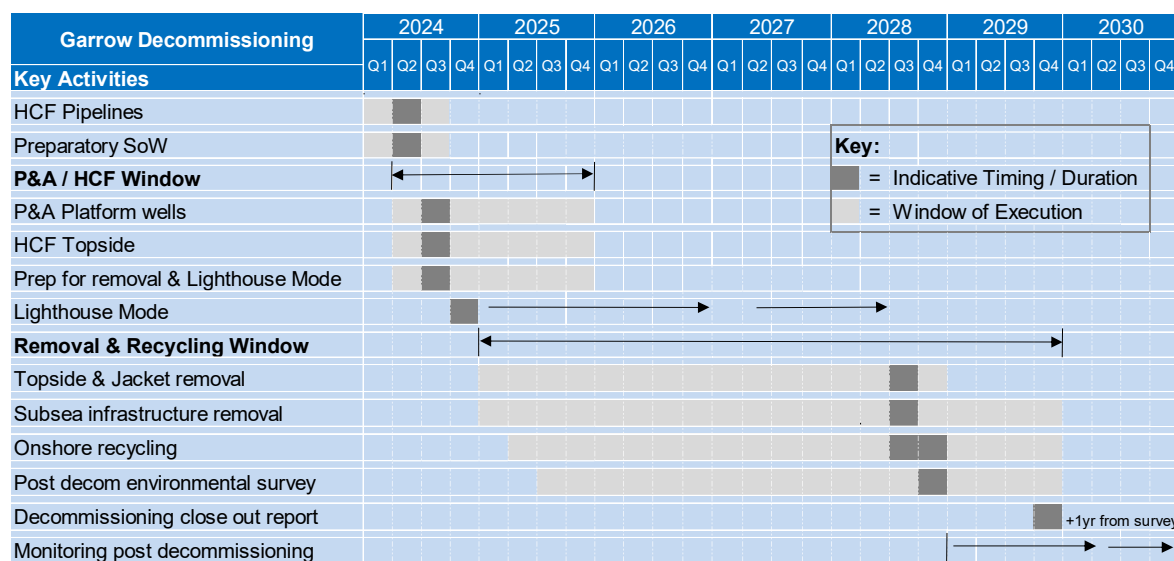 Garrow Decommissioning
2024 2025 2026 2027 2028 2029 2030
Key Activities
Q1 Q2 Q3 Q4 Q1 Q2 Q3 Q4 Q1 Q2 Q3 Q4 Q1 Q2 Q3 Q4 Q1 Q2 Q3 Q4 Q1 Q2 Q3 Q4 Q1 Q2 Q3 Q4
HCF Pipelines
Preparatory SoW
P&A / HCF Window
P&A Platform wells
HCF Topside
Prep for removal & Lighthouse Mode
Lighthouse Mode
Removal & Recycling Window
Topside & Jacket removal
Subsea infrastructure removal
Onshore recycling
Post decom environmental survey
Decommissioning close out report
+1yr from survey
Monitoring post decommissioning
Key:
= Indicative Timing / Duration
= Window of Execution